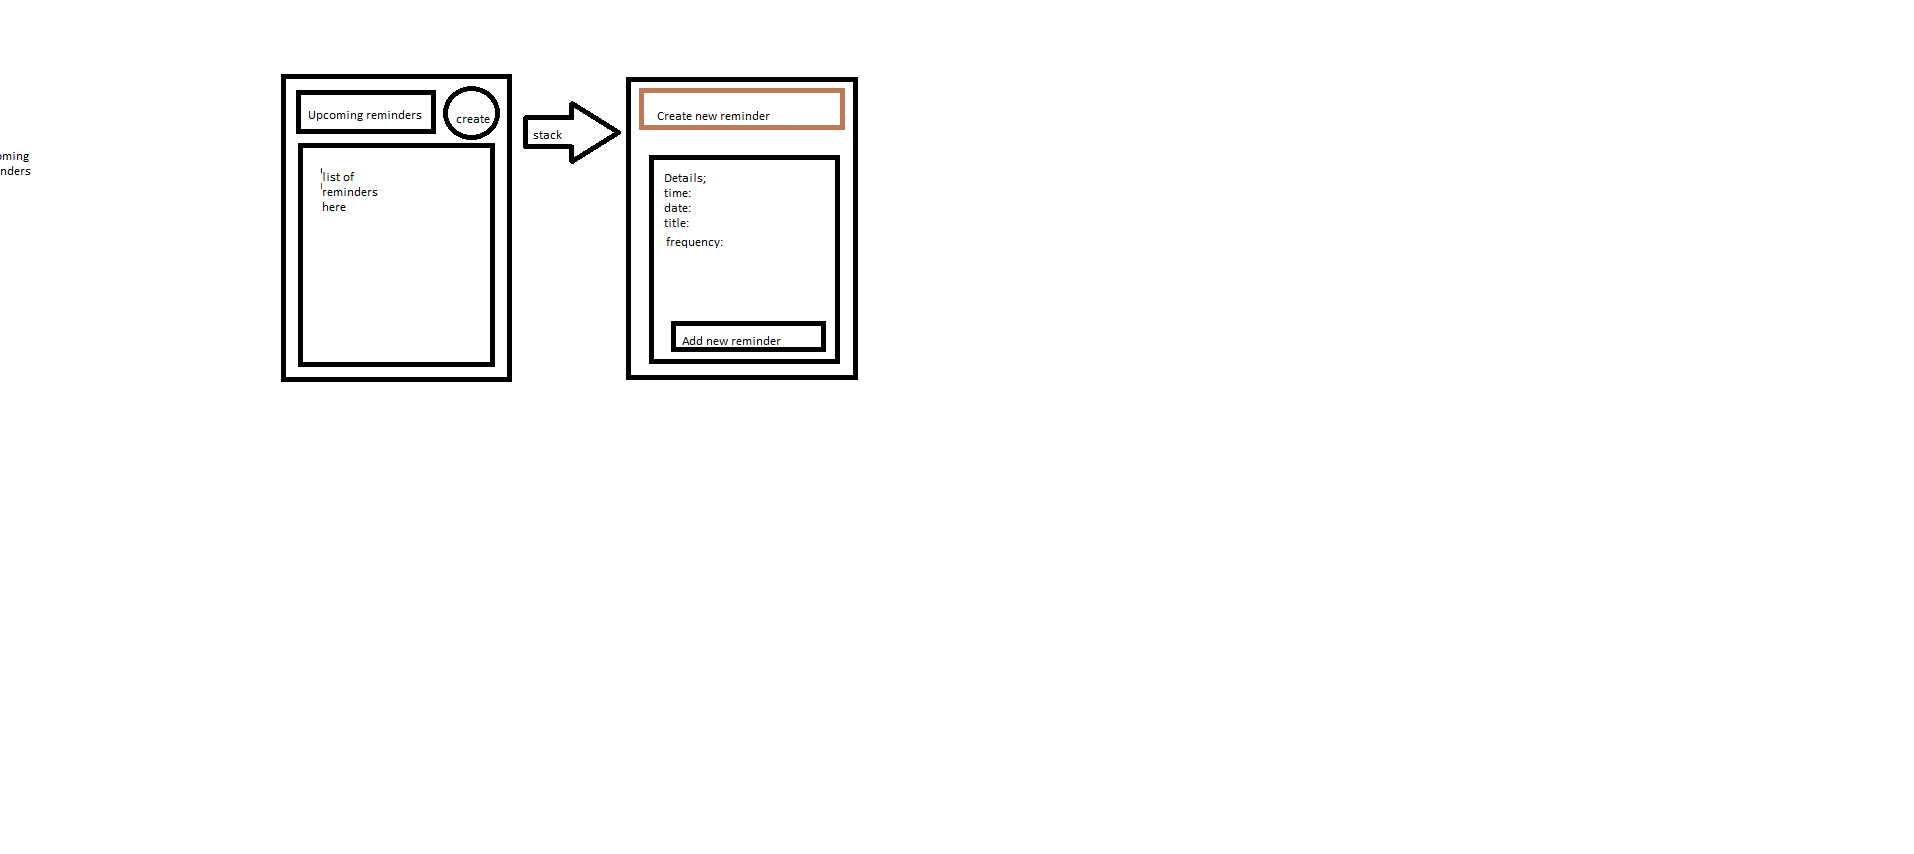 Upcoming reminders
create
stack
Create new reminder
oming
nders
list of
reminders
here
Details;
time:
date:
title:
frequency:
Add new reminder